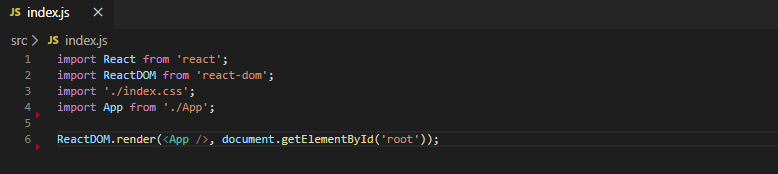 JS index.js ×
src > JS index.js
1 import React from 'react';
2 import ReactDOM from 'react-dom';
3 import './index.css';
4 import App from './App';
5
6 ReactDOM.render(<App />, document.getElementById('root'));